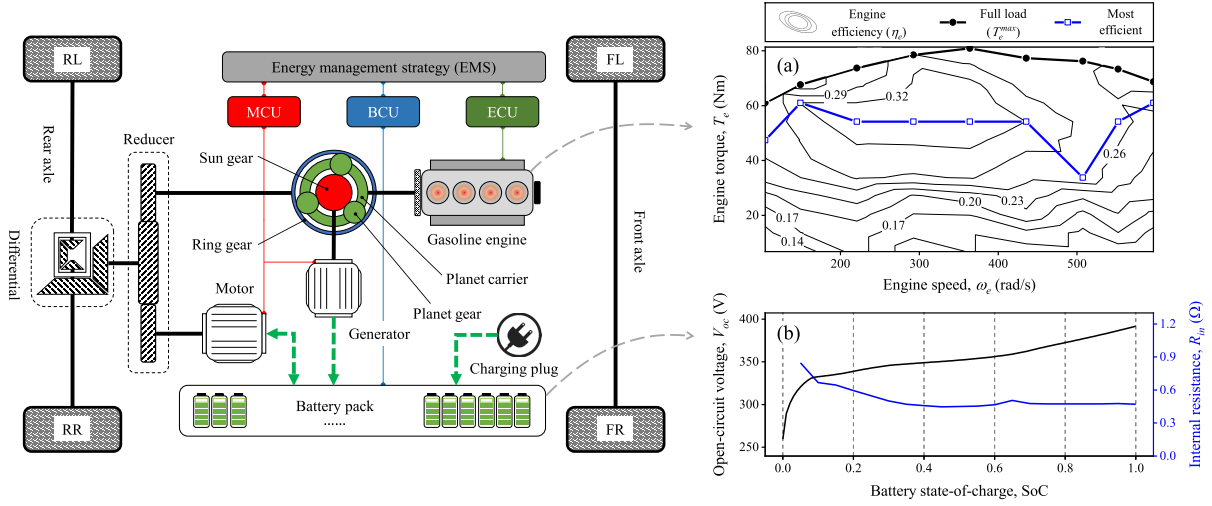 RL
FL
RR
FR
Rear axle
Front axle
Differential
Reducer
Energy management strategy (EMS)
MCU
BCU
ECU
Sun gear
Ring gear
Planet carrier
Planet gear
Gasoline engine
Motor
Generator
Charging plug
Battery pack
......
Engine efficiency (ηe)
Full load (Te^max)
Most efficient
(a)
Engine torque, Te (Nm)
80
60
40
20
0.29
0.32
0.26
0.23
0.20
0.17
0.17
0.14
200
300
400
500
Engine speed, ωe (rad/s)
(b)
Open-circuit voltage, Voc (V)
400
350
300
250
Internal resistance, Rin (Ω)
1.2
0.9
0.6
0.3
0.0
0.0
0.2
0.4
0.6
0.8
1.0
Battery state-of-charge, SoC